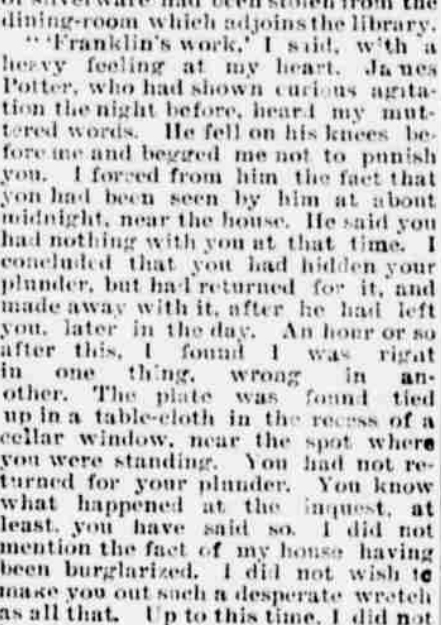 of silverware had been stolen from the
dining-room which adjoins the library.
"'Franklin's work,' I said, with a
heavy feeling at my heart. James
Potter, who had shown curious agita-
tion the night before, heard my mut-
tered words. He fell on his knees be-
fore me and begged me not to punish
you. I forced from him the fact that
you had been seen by him at about
midnight, near the house. He said you
had nothing with you at that time. I
concluded that you had hidden your
plunder, but had returned for it, and
made away with it, after he had left
you, later in the day. An hour or so
after this, I found I was right
in one thing, wrong in an-
other. The plate was found tied
up in a table-cloth in the recess of a
cellar window, near the spot where
you were standing. You had not re-
turned for your plunder. You know
what happened at the inquest, at
least, you have said so. I did not
mention the fact of my house having
been burglarized. I did not wish to
make you out such a desperate wretch
as all that. Up to this time, I did not